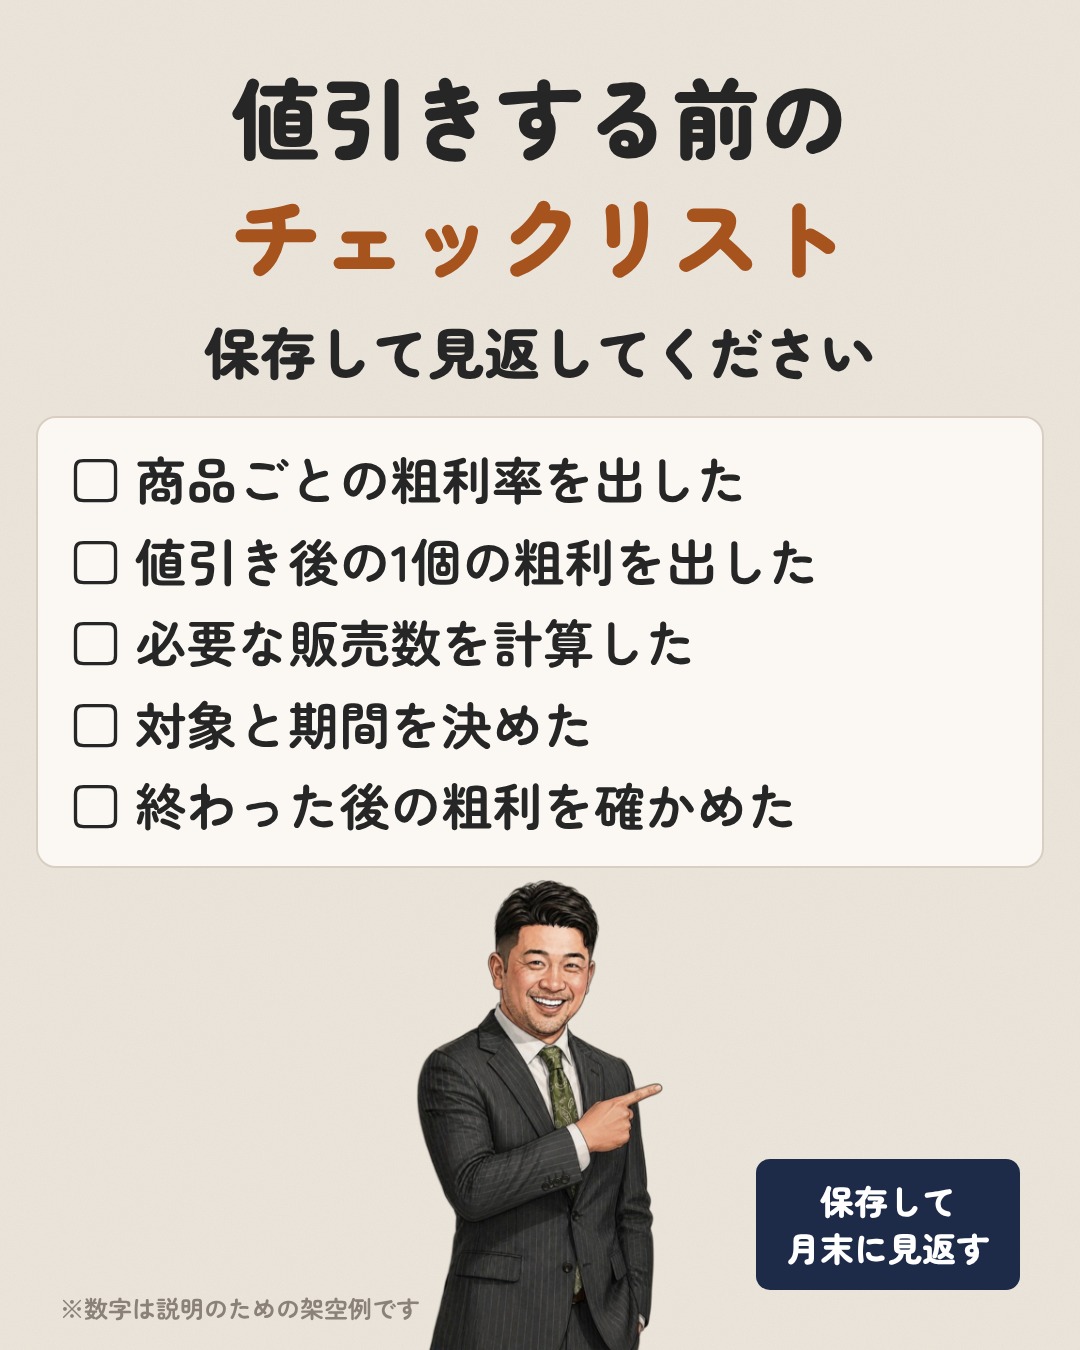 値引きする前の
チェックリスト
保存して見返してください
□ 商品ごとの粗利率を出した
□ 値引き後の1個の粗利を出した
□ 必要な販売数を計算した
□ 対象と期間を決めた
□ 終わった後の粗利を確かめた
保存して
月末に見返す
※数字は説明のための架空例です